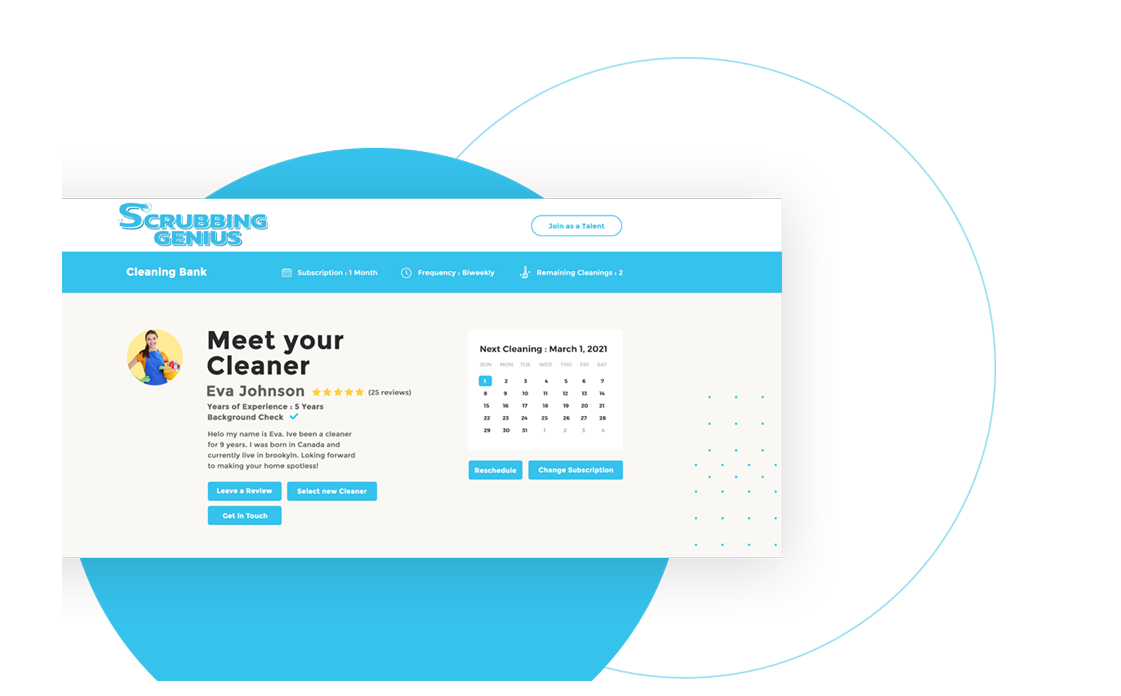 SCRUBBING
GENIUS
Join as a Talent
Cleaning Bank
Subscription : 1 Month
Frequency : Biweekly
Remaining Cleanings : 2
Meet your
Cleaner
Eva Johnson
(25 reviews)
Years of Experience : 5 Years
Background Check
Helo my name is Eva. Ive been a cleaner
for 9 years. I was born in Canada and
currently live in brookyln. Loking forward
to making your home spotless!
Leave a Review
Select new Cleaner
Get in Touch
Next Cleaning : March 1, 2021
SUN MON TUE WED THU FRI SAT
1 2 3 4 5 6 7
8 9 10 11 12 13 14
15 16 17 18 19 20 21
22 23 24 25 26 27 28
29 30 31 1 2 3 4
Reschedule
Change Subscription